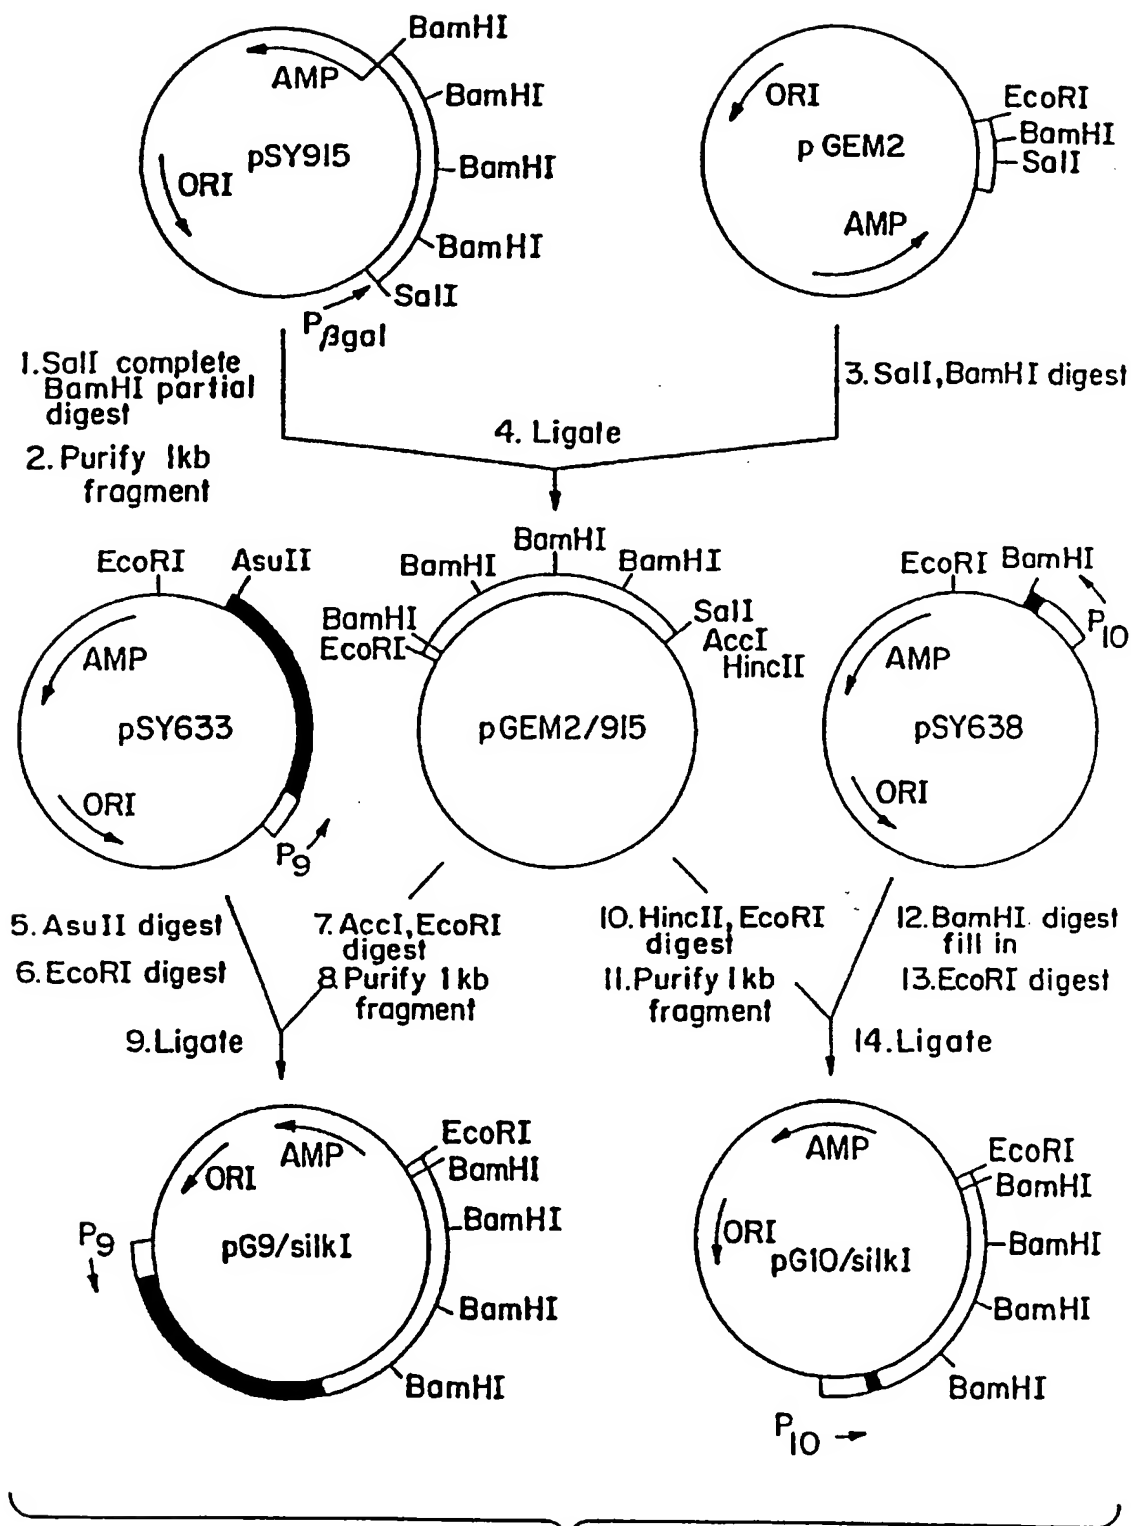 BamHI
AMP
BamHI
pSY915
BamHI
ORI
BamHI
SalI
Pβgal
ORI
EcoRI
pGEM2
BamHI
SalI
AMP
1.SalI complete
BamHI partial
digest
2. Purify 1kb
fragment
3. SalI, BamHI digest
4. Ligate
EcoRI
AsuII
AMP
pSY633
ORI
P9
BamHI
BamHI
BamHI
BamHI
EcoRI
SalI
AccI
HincII
pGEM2/915
EcoRI
BamHI
P10
AMP
pSY638
ORI
5. AsuII digest
6. EcoRI digest
7. AccI, EcoRI
digest
8. Purify 1kb
fragment
9. Ligate
10. HincII, EcoRI
digest
11. Purify 1kb
fragment
12. BamHI digest
fill in
13. EcoRI digest
14. Ligate
AMP
EcoRI
BamHI
ORI
P9
pG9/silkI
BamHI
BamHI
BamHI
AMP
EcoRI
BamHI
ORI
pG10/silkI
BamHI
BamHI
BamHI
P10